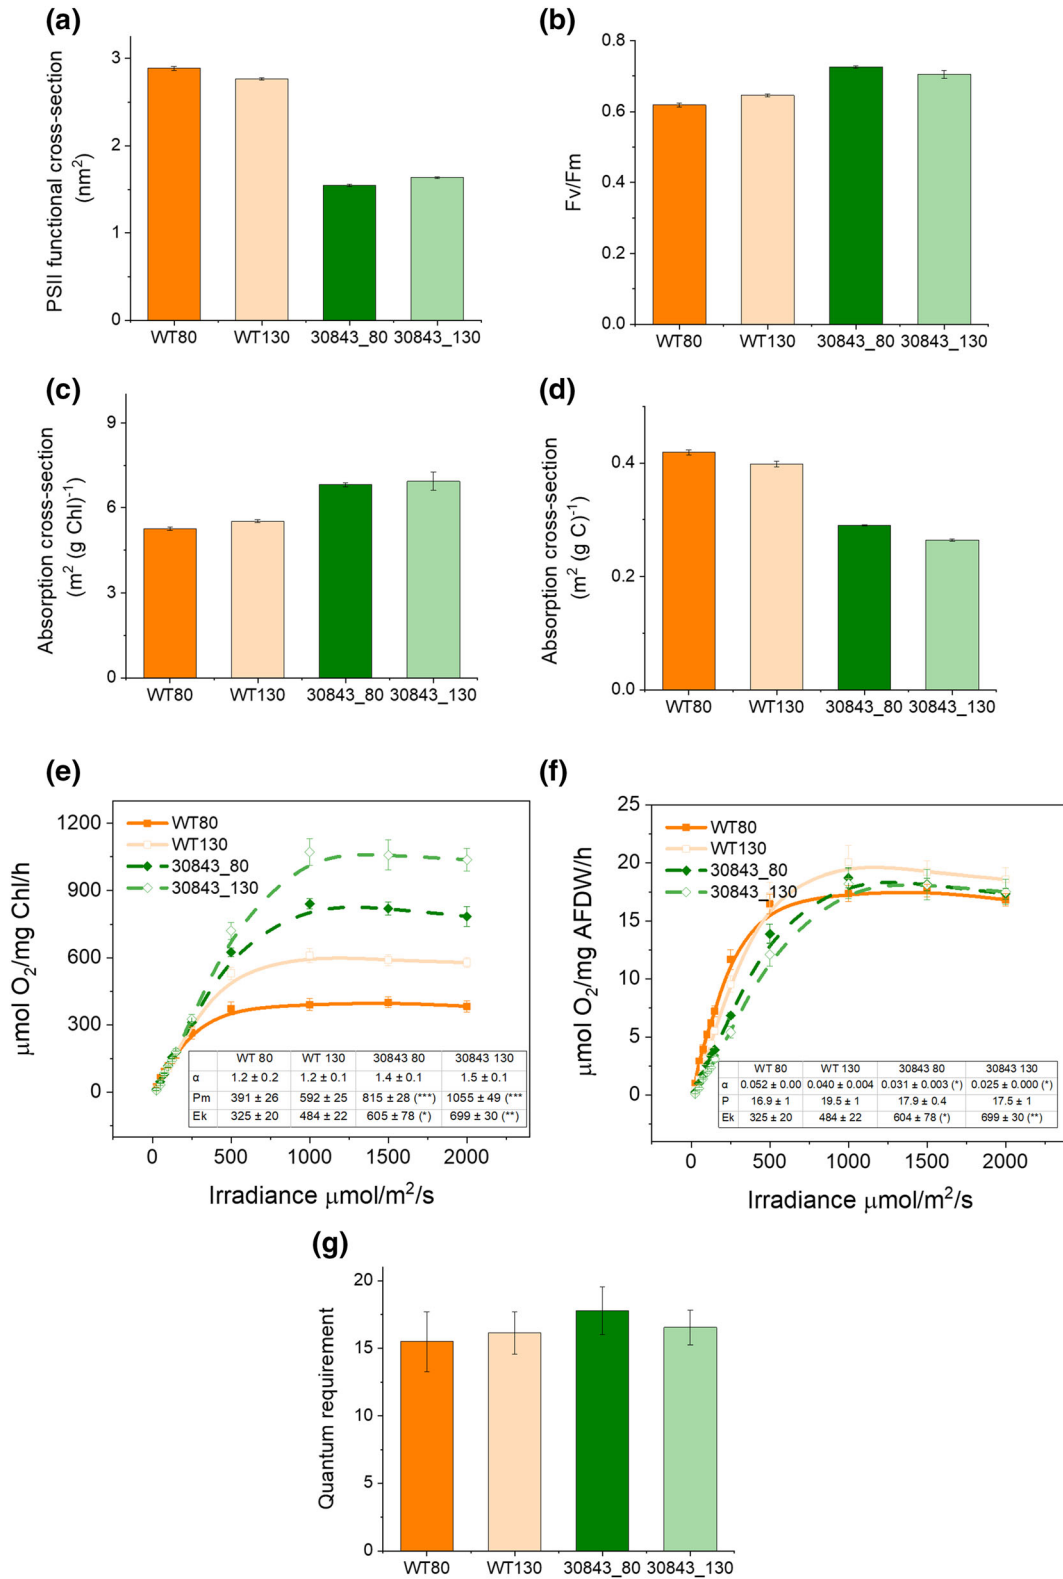 (a)
PSII functional cross-section
(nm²)
3
2
1
0
WT80 WT130 30843_80 30843_130
(b)
Fv/Fm
0.8
0.6
0.4
0.2
0.0
WT80 WT130 30843_80 30843_130
(c)
Absorption cross-section
(m² (g Chl)⁻¹
9
6
3
0
WT80 WT130 30843_80 30843_130
(d)
Absorption cross-section
(m² (g C)⁻¹
0.4
0.2
0.0
WT80 WT130 30843_80 30843_130
(e)
μmol O₂/mg Chl/h
1200
900
600
300
0
WT80
WT130
30843_80
30843_130
WT 80 WT 130 30843 80 30843 130
α 1.2 ± 0.2 1.2 ± 0.1 1.4 ± 0.1 1.5 ± 0.1
Pm 391 ± 26 592 ± 25 815 ± 28 (***) 1055 ± 49 (***
Ek 325 ± 20 484 ± 22 605 ± 78 (*) 699 ± 30 (**)
0 500 1000 1500 2000
Irradiance μmol/m²/s
(f)
μmol O₂/mg AFDW/h
25
20
15
10
5
0
WT80
WT130
30843_80
30843_130
WT 80 WT 130 30843 80 30843 130
α 0.052 ± 0.00 0.040 ± 0.004 0.031 ± 0.003 (*) 0.025 ± 0.000 (*)
P 16.9 ± 1 19.5 ± 1 17.9 ± 0.4 17.5 ± 1
Ek 325 ± 20 484 ± 22 604 ± 78 (*) 699 ± 30 (**)
0 500 1000 1500 2000
Irradiance μmol/m²/s
(g)
Quantum requirement
20
15
10
5
0
WT80 WT130 30843_80 30843_130